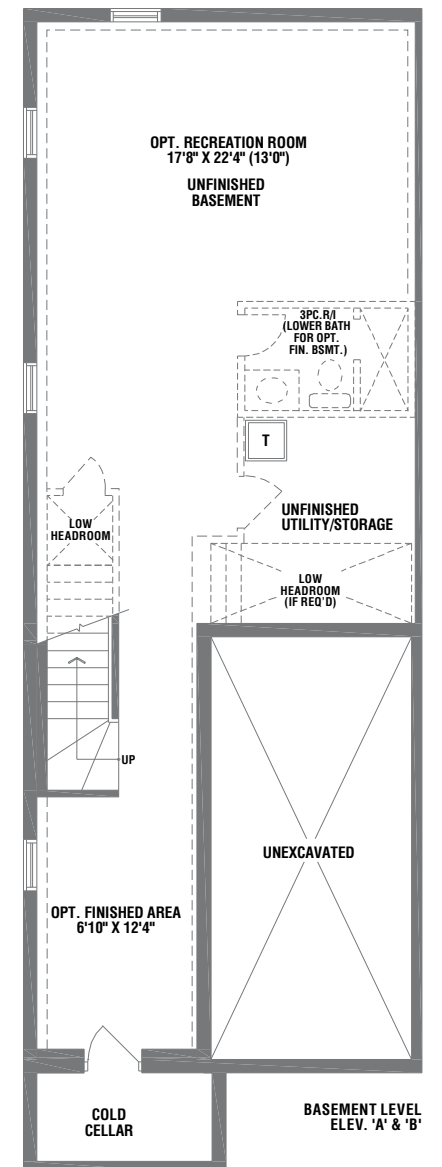 OPT. RECREATION ROOM
17'8" X 22'4" (13'0")
UNFINISHED
BASEMENT
3PC.R/I
(LOWER BATH
FOR OPT.
FIN. BSMT.)
T
LOW
HEADROOM
UNFINISHED
UTILITY/STORAGE
LOW
HEADROOM
(IF REQ'D)
UP
UNEXCAVATED
OPT. FINISHED AREA
6'10" X 12'4"
COLD
CELLAR
BASEMENT LEVEL
ELEV. 'A' & 'B'